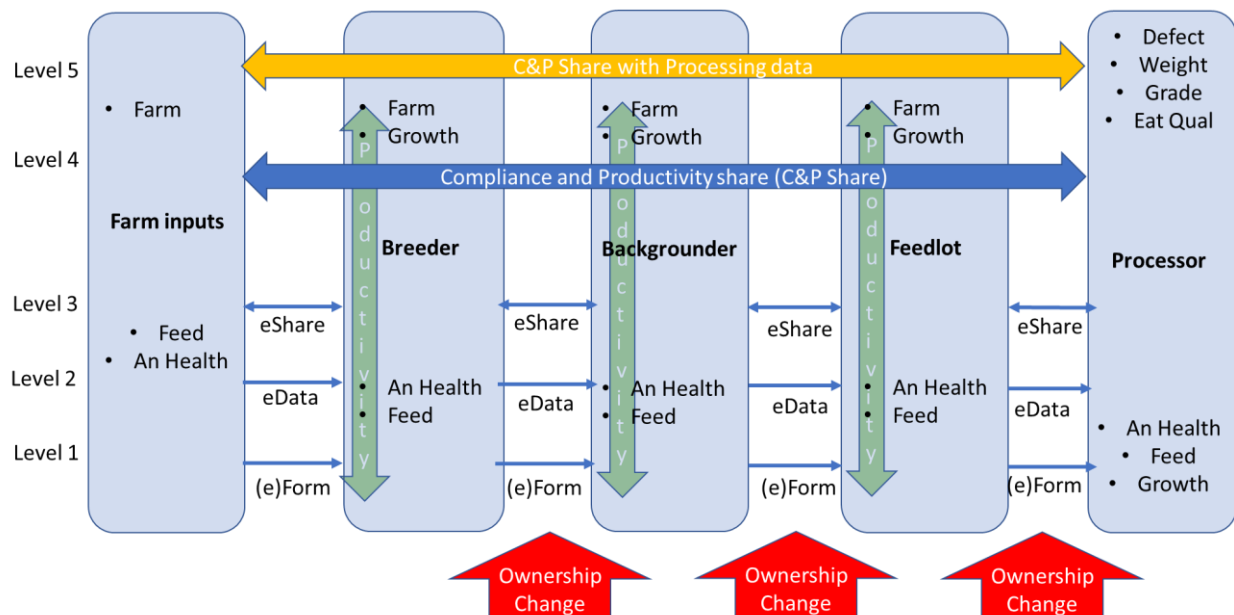 Level 5
Level 4
Level 3
Level 2
Level 1
C&P Share with Processing data
Compliance and Productivity share (C&P Share)
• Farm
Farm inputs
• Feed
• An Health
• Farm
• Growth
Productivity
Breeder
• An Health
• Feed
• Farm
• Growth
Productivity
Backgrounder
• An Health
• Feed
• Farm
• Growth
Productivity
Feedlot
• An Health
• Feed
• Defect
• Weight
• Grade
• Eat Qual
Processor
• An Health
• Feed
• Growth
eShare
eData
(e)Form
eShare
eData
(e)Form
eShare
eData
(e)Form
eShare
eData
(e)Form
Ownership
Change
Ownership
Change
Ownership
Change